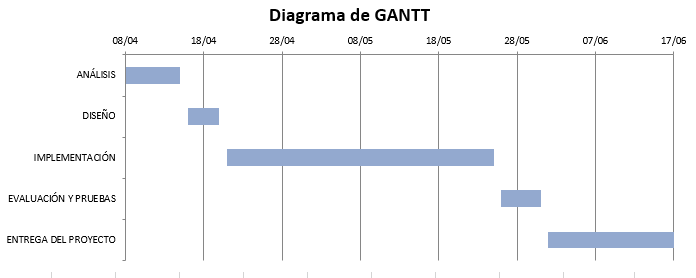 Diagrama de GANTT
08/04 18/04 28/04 08/05 18/05 28/05 07/06 17/06
ANÁLISIS
DISEÑO
IMPLEMENTACIÓN
EVALUACIÓN Y PRUEBAS
ENTREGA DEL PROYECTO